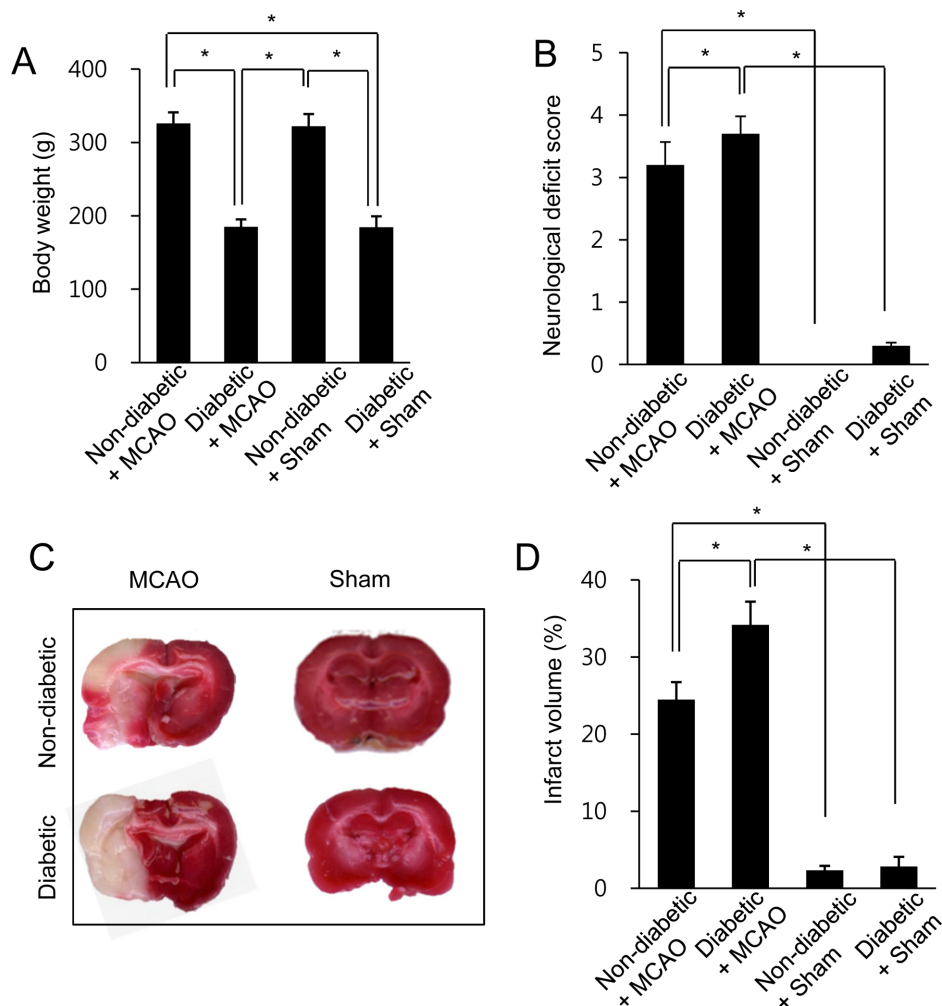 A
Body weight (g)
400
300
200
100
0
*
*
*
*
Non-diabetic
+ MCAO
Diabetic
+ MCAO
Non-diabetic
+ Sham
Diabetic
+ Sham
B
Neurological deficit score
5
4
3
2
1
0
*
*
*
Non-diabetic
+ MCAO
Diabetic
+ MCAO
Non-diabetic
+ Sham
Diabetic
+ Sham
C
MCAO
Sham
Non-diabetic
Diabetic
D
Infarct volume (%)
40
30
20
10
0
*
*
*
Non-diabetic
+ MCAO
Diabetic
+ MCAO
Non-diabetic
+ Sham
Diabetic
+ Sham